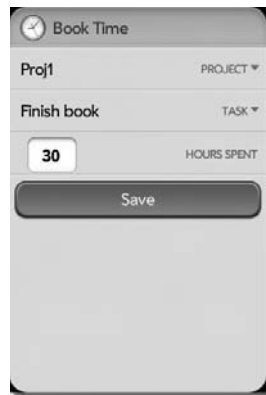 Book Time
Proj1 PROJECT
Finish book TASK
30 HOURS SPENT
Save